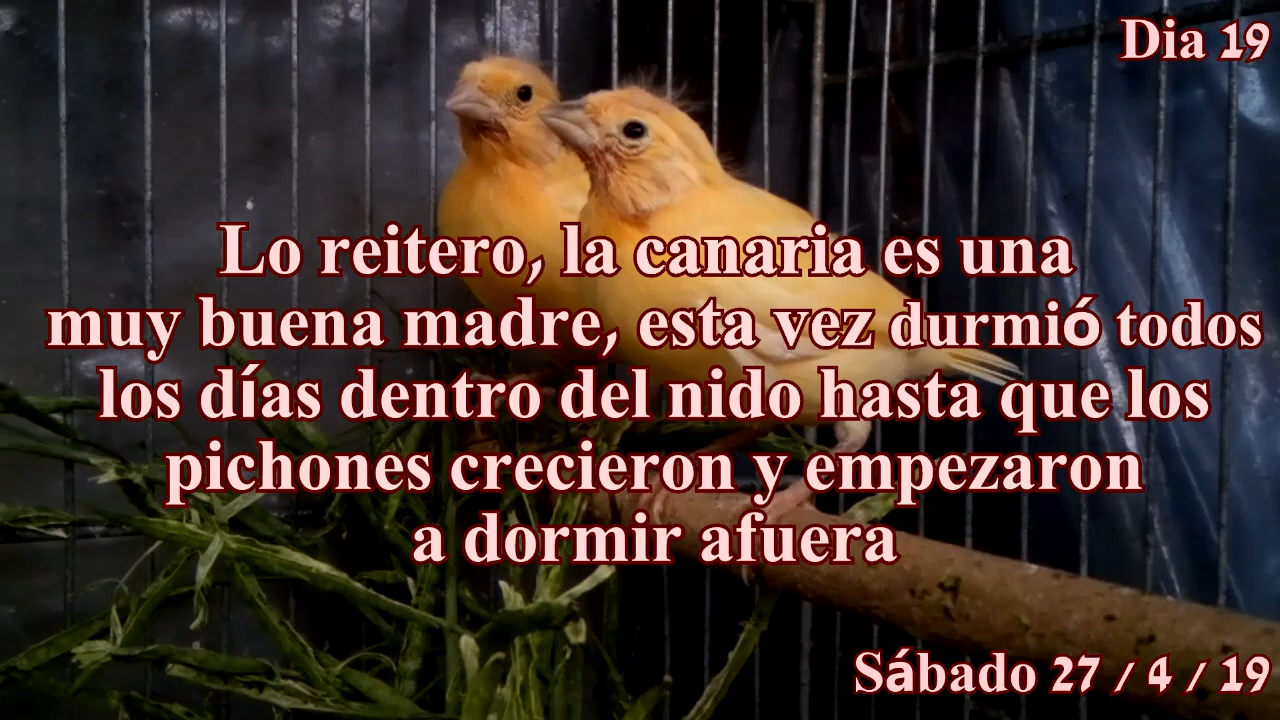 Dia 19
Lo reitero, la canaria es una
muy buena madre, esta vez durmió todos
los días dentro del nido hasta que los
pichones crecieron y empezaron
a dormir afuera
Sábado 27 / 4 / 19